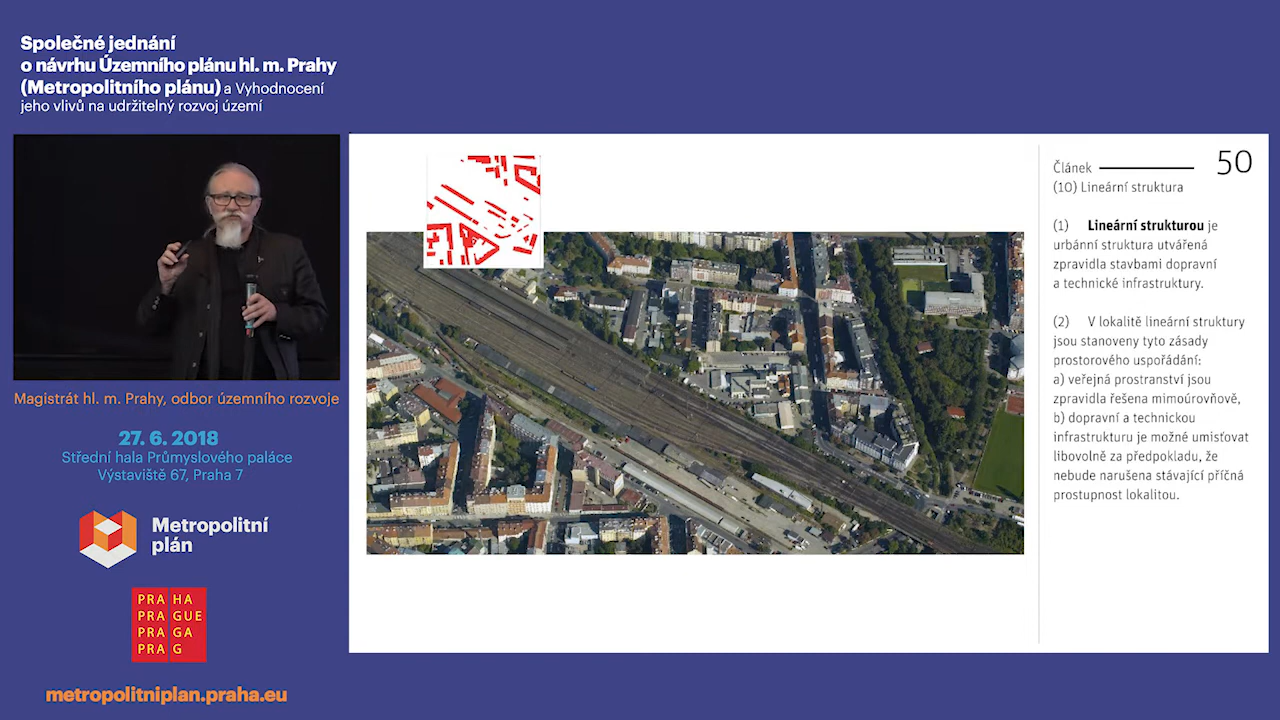 Společné jednání
o návrhu Územního plánu hl. m. Prahy
(Metropolitního plánu) a Vyhodnocení
jeho vlivů na udržitelný rozvoj území
Magistrát hl. m. Prahy, odbor územního rozvoje
27. 6. 2018
Střední hala Průmyslového paláce
Výstaviště 67, Praha 7
Metropolitní
plán
PRA HA
PRA GUE
PRA GA
PRA G
metropolitniplan.praha.eu
Článek 50
(10) Lineární struktura
(1) Lineární strukturou je
urbánní struktura utvářená
zpravidla stavbami dopravní
a technické infrastruktury.
(2) V lokalitě lineární struktury
jsou stanoveny tyto zásady
prostorového uspořádání:
a) veřejná prostranství jsou
zpravidla řešena mimoúrovňově,
b) dopravní a technickou
infrastrukturu je možné umisťovat
libovolně za předpokladu, že
nebude narušena stávající příčná
prostupnost lokalitou.